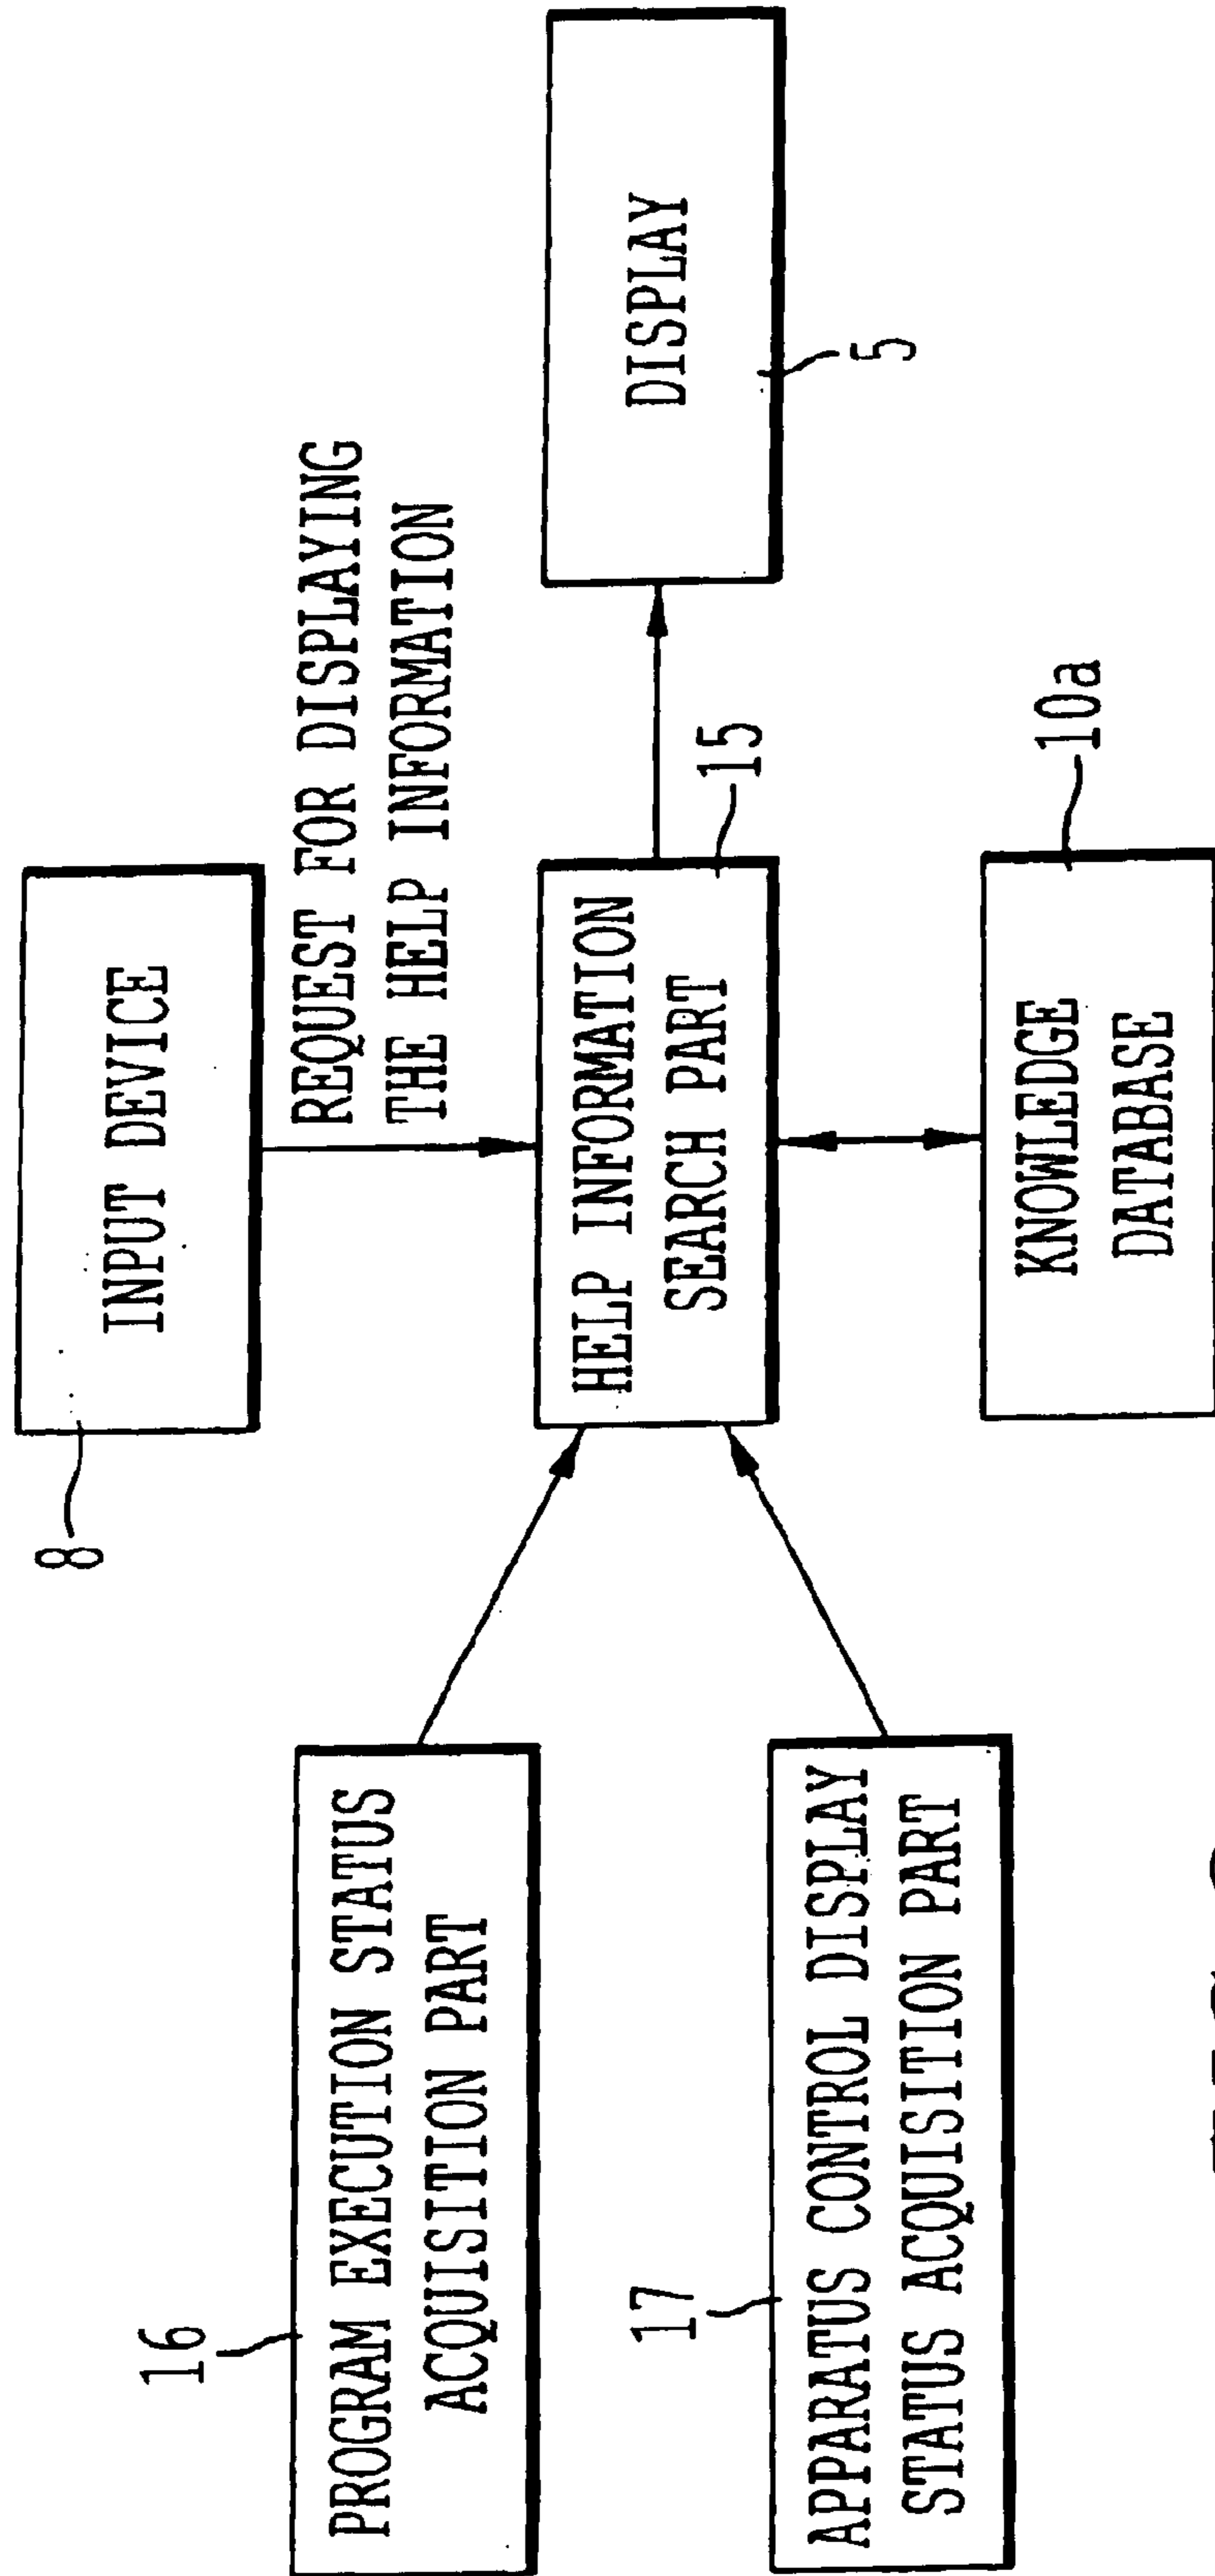 8
INPUT DEVICE
REQUEST FOR DISPLAYING
THE HELP INFORMATION
16
PROGRAM EXECUTION STATUS
ACQUISITION PART
HELP INFORMATION
SEARCH PART
15
DISPLAY
5
17
APPARATUS CONTROL DISPLAY
STATUS ACQUISITION PART
KNOWLEDGE
DATABASE
10a